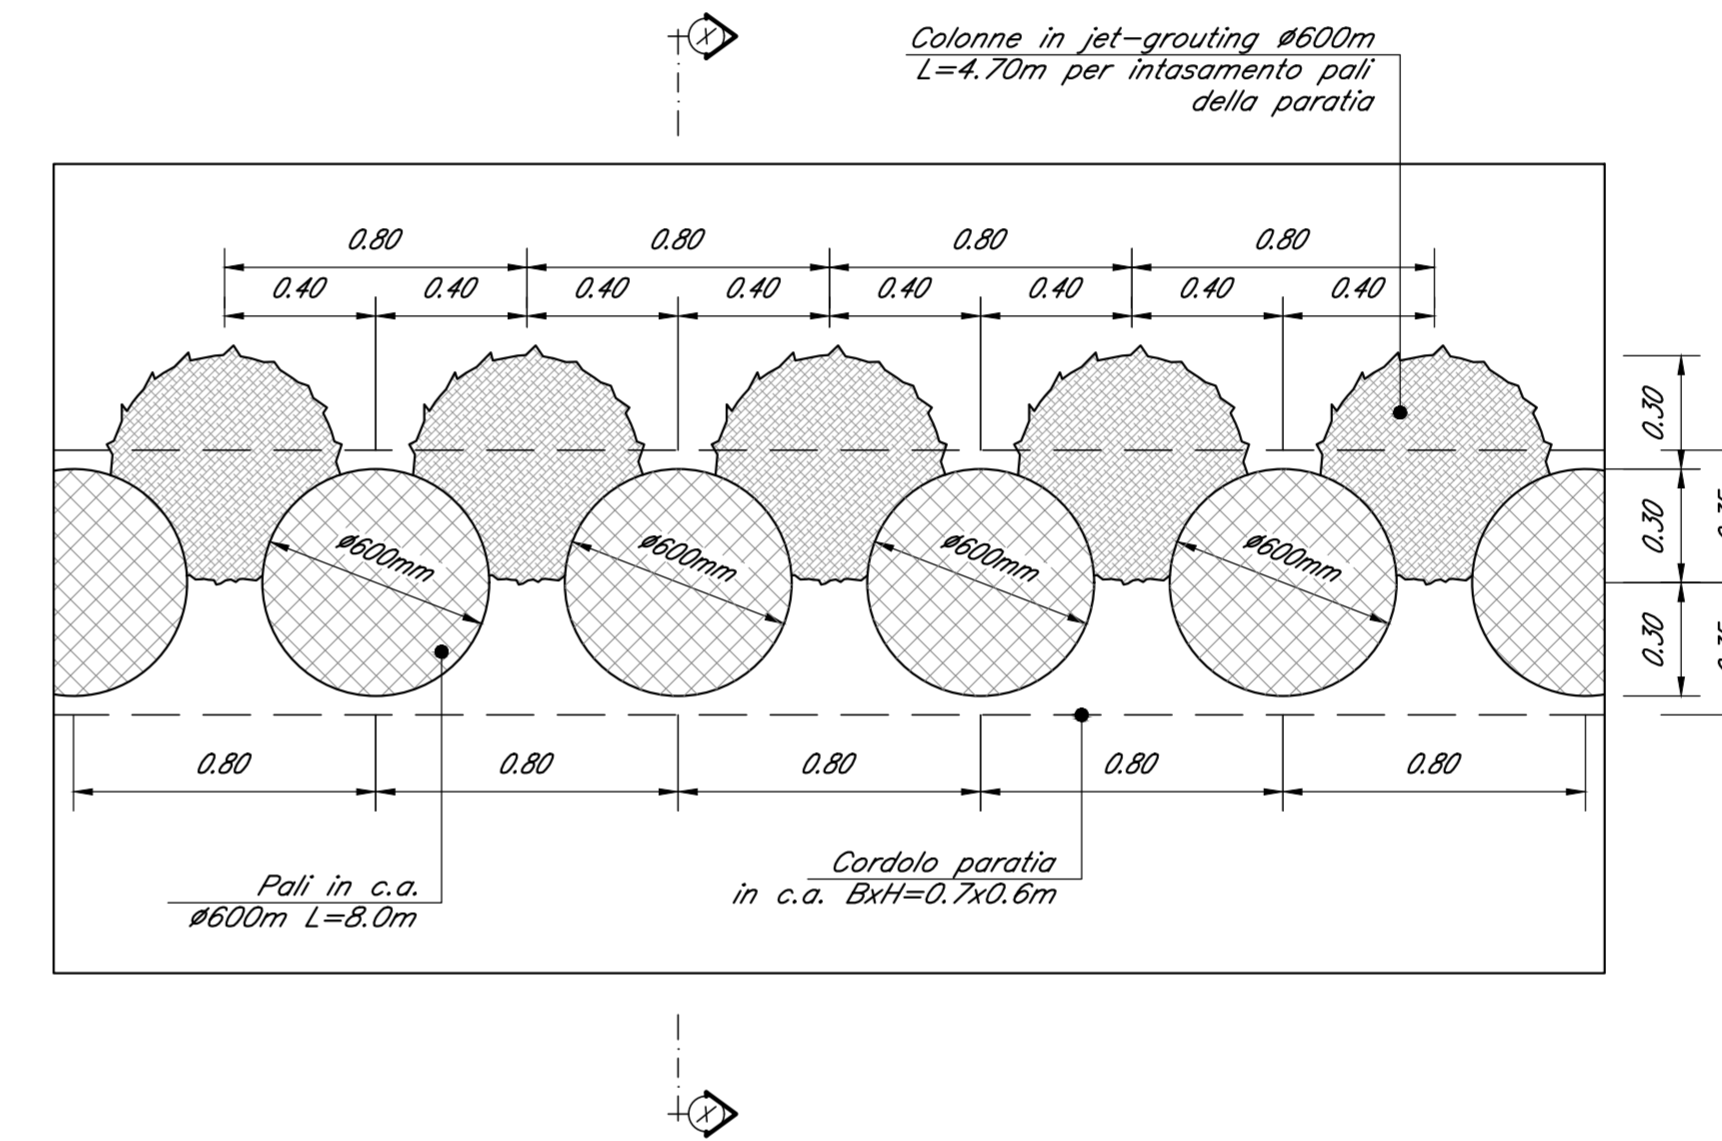 X
Colonne in jet-grouting ø600m
L=4.70m per intasamento pali
della paratia
0.80 0.80 0.80 0.80
0.40 0.40 0.40 0.40 0.40 0.40 0.40 0.40
0.30
0.30
0.30
ø600mm ø600mm ø600mm ø600mm
0.80 0.80 0.80 0.80 0.80
Pali in c.a.
ø600m L=8.0m
Cordolo paratia
in c.a. BxH=0.7x0.6m
X